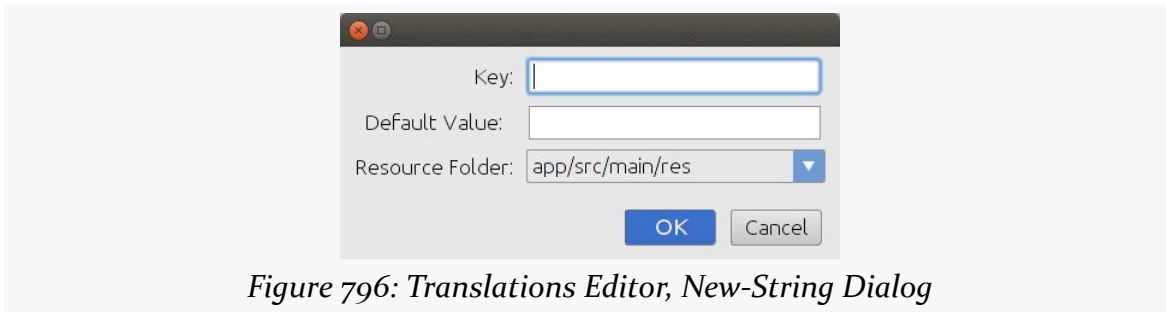 Key:
Default Value:
Resource Folder: app/src/main/res
OK Cancel
Figure 796: Translations Editor, New-String Dialog